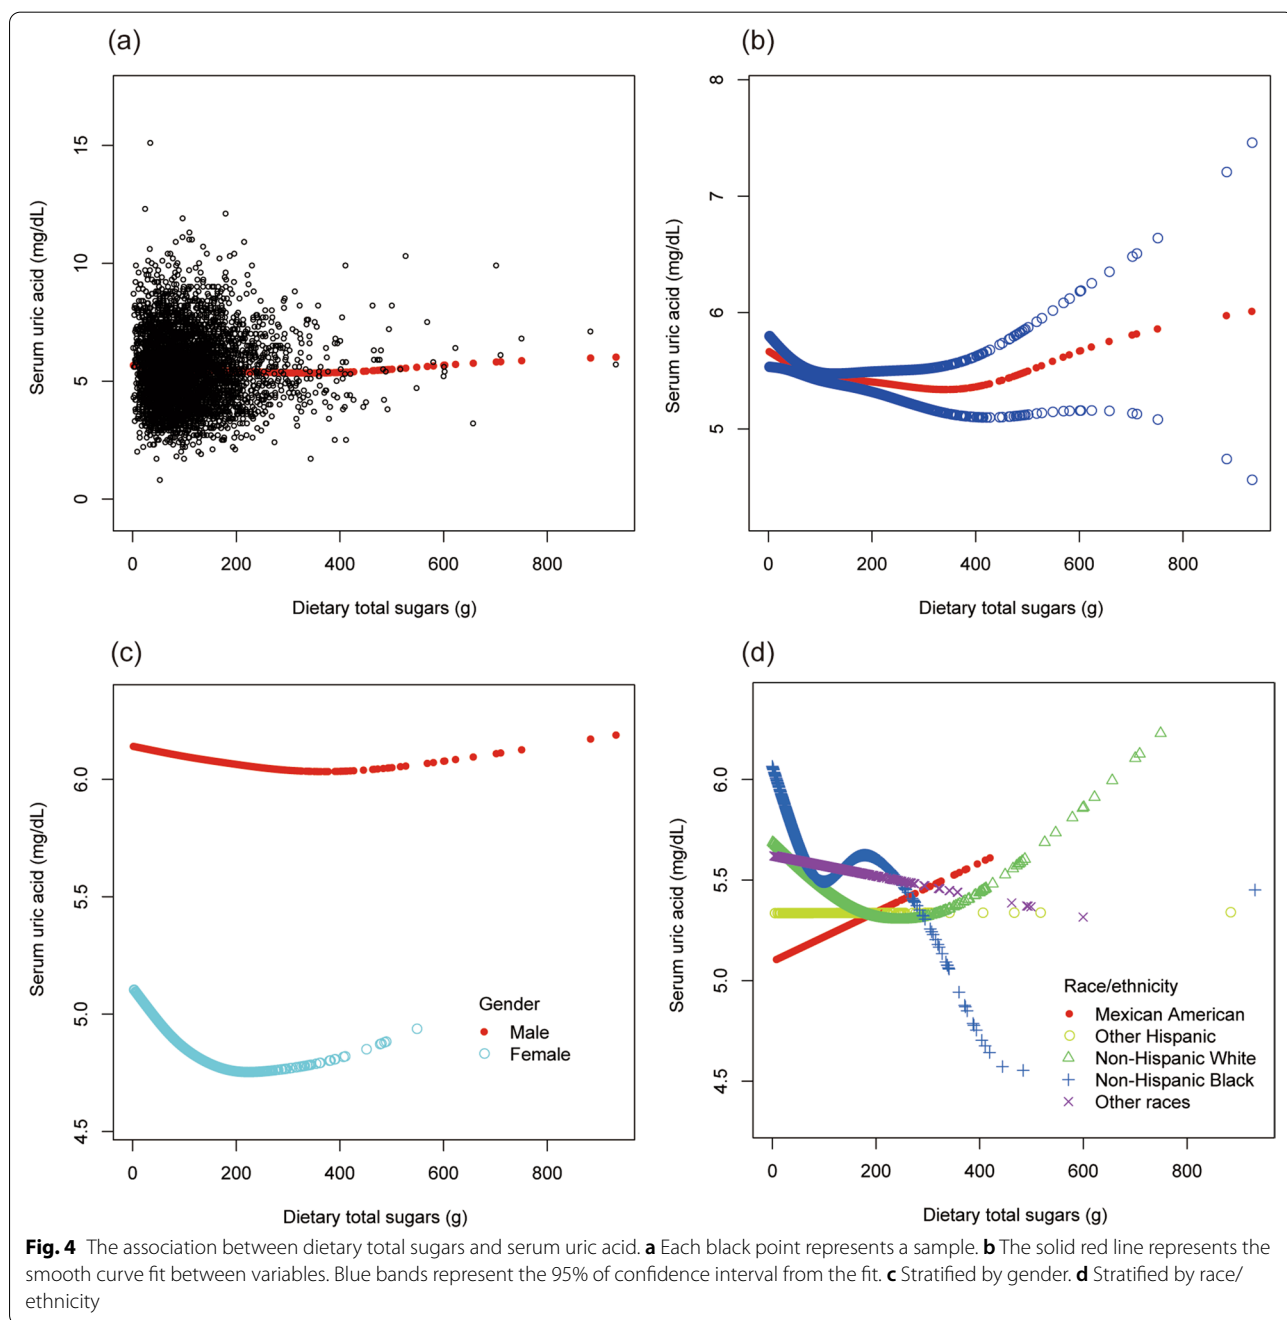 (a)
(b)
15
10
5
0
Serum uric acid (mg/dL)
0 200 400 600 800
Dietary total sugars (g)
8
7
6
5
Serum uric acid (mg/dL)
0 200 400 600 800
Dietary total sugars (g)
(c)
(d)
6.0
5.5
5.0
4.5
Serum uric acid (mg/dL)
Gender
Male
Female
0 200 400 600 800
Dietary total sugars (g)
6.0
5.5
5.0
4.5
Serum uric acid (mg/dL)
Race/ethnicity
Mexican American
Other Hispanic
Non-Hispanic White
Non-Hispanic Black
Other races
0 200 400 600 800
Dietary total sugars (g)
Fig. 4 The association between dietary total sugars and serum uric acid. a Each black point represents a sample. b The solid red line represents the
smooth curve fit between variables. Blue bands represent the 95% of confidence interval from the fit. c Stratified by gender. d Stratified by race/
ethnicity